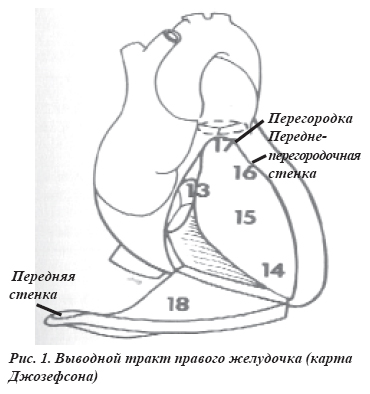 Перегородка
Передне-
перегородочная
стенка
17
16
13
15
14
Передняя
стенка
18
Рис. 1. Выводной тракт правого желудочка (карта
Джозефсона)